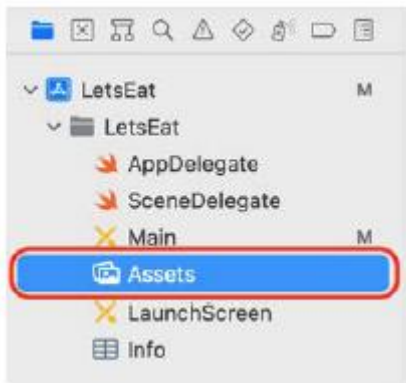 LetsEat M
LetsEat
AppDelegate
SceneDelegate
Main M
Assets
LaunchScreen
Info